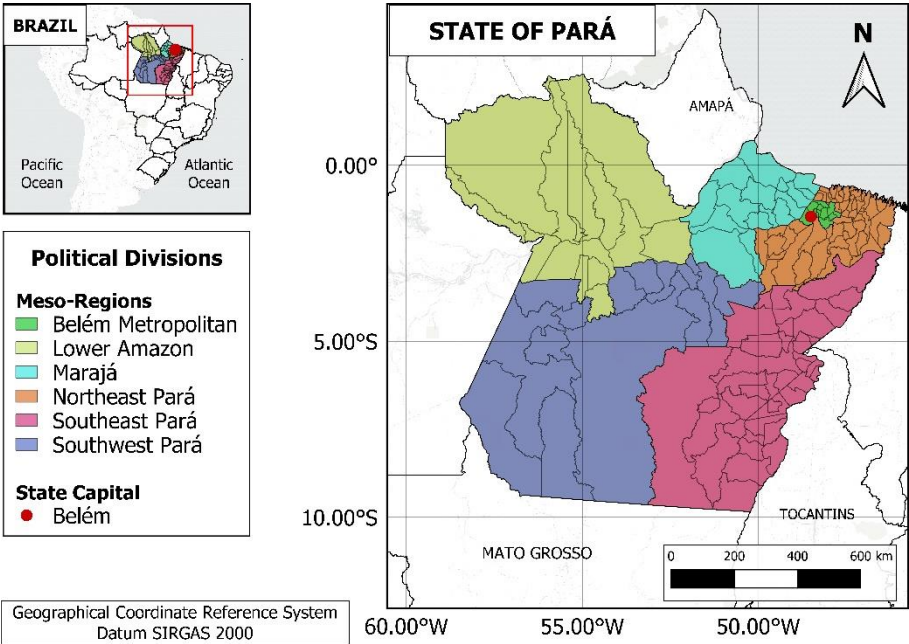 BRAZIL
Pacific
Ocean
Atlantic
Ocean
Political Divisions
Meso-Regions
Belém Metropolitan
Lower Amazon
Marajá
Northeast Pará
Southeast Pará
Southwest Pará
State Capital
Belém
Geographical Coordinate Reference System
Datum SIRGAS 2000
STATE OF PARÁ
N
AMAPÁ
0.00°
5.00°S
10.00°S
TOCANTINS
MATO GROSSO
0 200 400 600 km
60.00°W 55.00°W 50.00°W